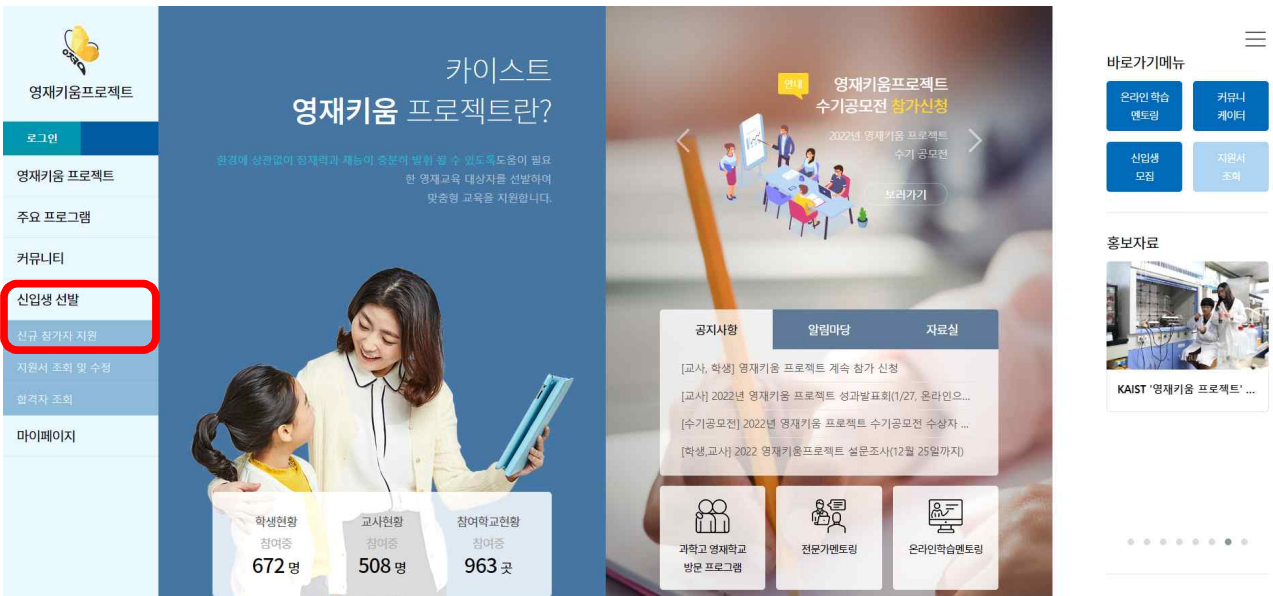 영재키움프로젝트
로그인
영재키움 프로젝트
주요 프로그램
커뮤니티
신입생 선발
신규 참가자 지원
지원서 조회 및 수정
합격자 조회
마이페이지
카이스트
영재키움 프로젝트란?
환경에 상관없이 잠재력과 재능이 충분이 발휘 될 수 있도록도움이 필요
한 영재교육 대상자를 선발하여
맞춤형 교육을 지원합니다.
학생현황
참여중
672 명
교사현황
참여중
508 명
참여학교현황
참여중
963 곳
안내
영재키움프로젝트
수기공모전 참가신청
2022년 영재키움 프로젝트
수기 공모전
보러가기
공지사항
알림마당
자료실
[교사, 학생] 영재키움 프로젝트 계속 참가 신청
[교사] 2022년 영재키움 프로젝트 성과발표회(1/27, 온라인으...
[수기공모전] 2022년 영재키움 프로젝트 수기공모전 수상자 ...
[학생,교사] 2022 영재키움프로젝트 설문조사(12월 25일까지)
과학고 영재학교
방문 프로그램
전문가멘토링
온라인학습멘토링
바로가기메뉴
온라인 학습
멘토링
커뮤니
케이터
신입생
모집
지원서
조회
홍보자료
KAIST '영재키움 프로젝트' ...